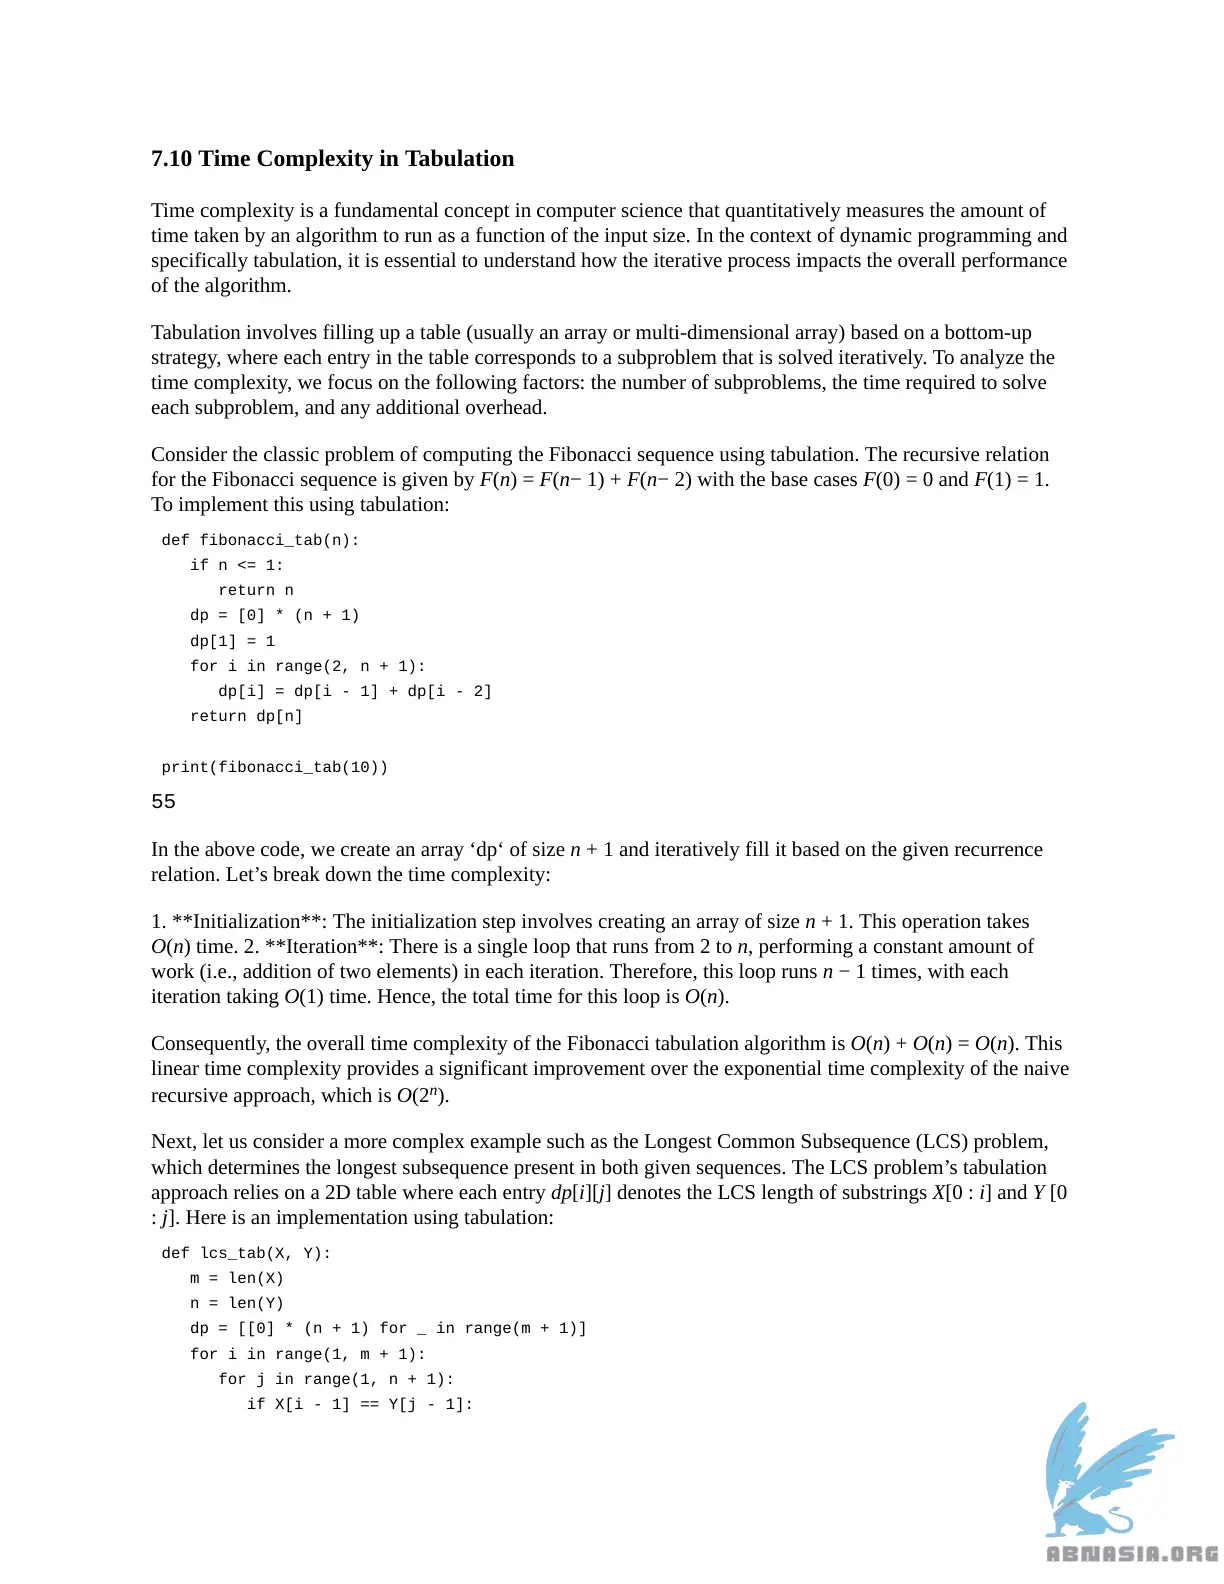 7.10 Time Complexity in Tabulation
Time complexity is a fundamental concept in computer science that quantitatively measures the amount of
time taken by an algorithm to run as a function of the input size. In the context of dynamic programming and
specifically tabulation, it is essential to understand how the iterative process impacts the overall performance
of the algorithm.
Tabulation involves filling up a table (usually an array or multi-dimensional array) based on a bottom-up
strategy, where each entry in the table corresponds to a subproblem that is solved iteratively. To analyze the
time complexity, we focus on the following factors: the number of subproblems, the time required to solve
each subproblem, and any additional overhead.
Consider the classic problem of computing the Fibonacci sequence using tabulation. The recursive relation
for the Fibonacci sequence is given by F(n) = F(n− 1) + F(n− 2) with the base cases F(0) = 0 and F(1) = 1.
To implement this using tabulation:
def fibonacci_tab(n):
   if n <= 1:
      return n
   dp = [0] * (n + 1)
   dp[1] = 1
   for i in range(2, n + 1):
      dp[i] = dp[i - 1] + dp[i - 2]
   return dp[n]
print(fibonacci_tab(10))
55
In the above code, we create an array ‘dp‘ of size n + 1 and iteratively fill it based on the given recurrence
relation. Let’s break down the time complexity:
1. **Initialization**: The initialization step involves creating an array of size n + 1. This operation takes
O(n) time. 2. **Iteration**: There is a single loop that runs from 2 to n, performing a constant amount of
work (i.e., addition of two elements) in each iteration. Therefore, this loop runs n − 1 times, with each
iteration taking O(1) time. Hence, the total time for this loop is O(n).
Consequently, the overall time complexity of the Fibonacci tabulation algorithm is O(n) + O(n) = O(n). This
linear time complexity provides a significant improvement over the exponential time complexity of the naive
recursive approach, which is O(2ⁿ).
Next, let us consider a more complex example such as the Longest Common Subsequence (LCS) problem,
which determines the longest subsequence present in both given sequences. The LCS problem’s tabulation
approach relies on a 2D table where each entry dp[i][j] denotes the LCS length of substrings X[0 : i] and Y [0
: j]. Here is an implementation using tabulation:
def lcs_tab(X, Y):
   m = len(X)
   n = len(Y)
   dp = [[0] * (n + 1) for _ in range(m + 1)]
   for i in range(1, m + 1):
      for j in range(1, n + 1):
         if X[i - 1] == Y[j - 1]:
ABNASIA.ORG